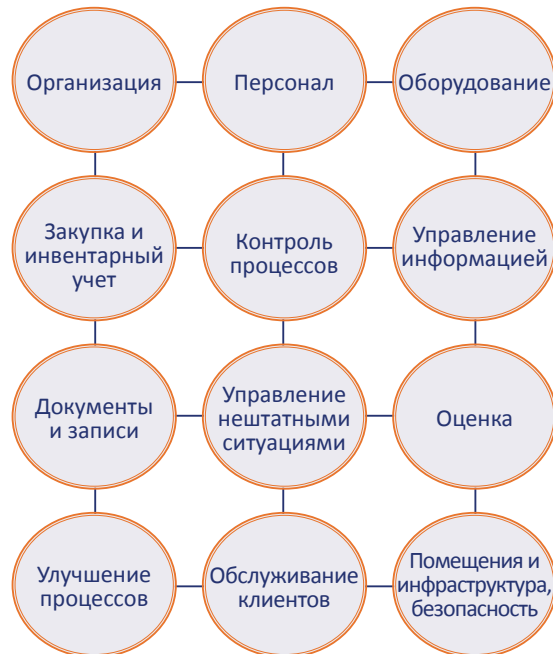 Организация
Персонал
Оборудование
Закупка и
инвентарный
учет
Контроль
процессов
Управление
информацией
Документы
и записи
Управление
нештатными
ситуациями
Оценка
Улучшение
процессов
Обслуживание
клиентов
Помещения и
инфраструктура,
безопасность